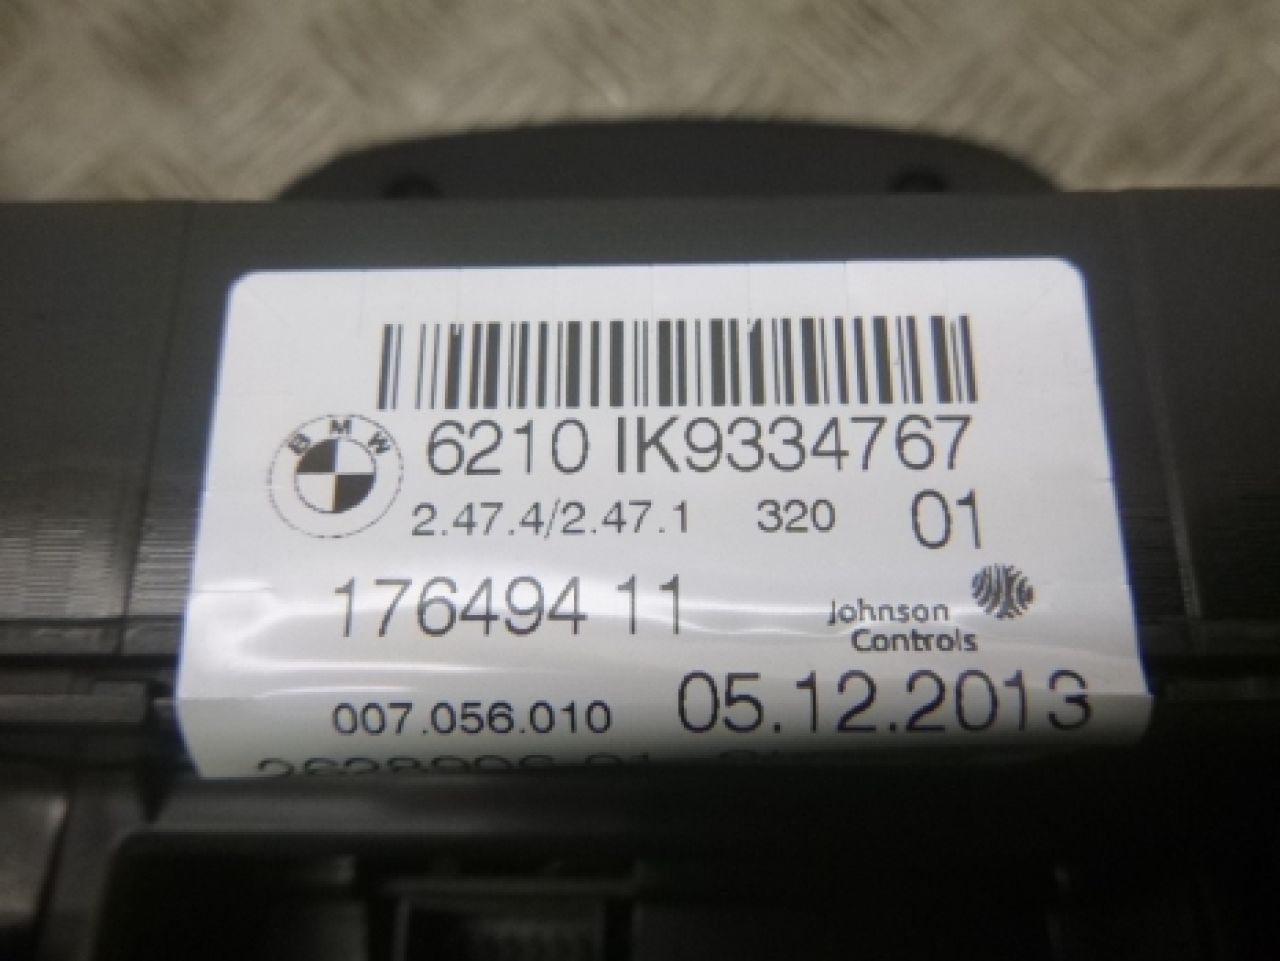 BMW
6210 IK9334767
2.47.4/2.47.1 320 01
176494 11
Johnson
Controls
007.056.010 05.12.2013